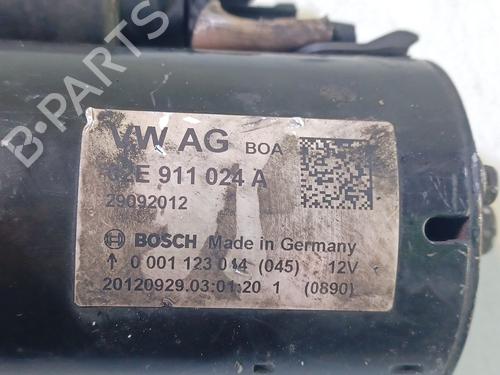 VW AG BOA
02E 911 024 A
29092012
BOSCH Made in Germany
↑ 0 001 123 014 (045) 12V
20120929.03:01:20 1 (0890)
B-PARTS